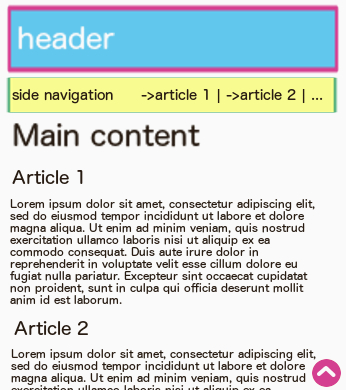 header
side navigation ->article 1 | ->article 2 | ...
Main content
Article 1
Lorem ipsum dolor sit amet, consectetur adipiscing elit,
sed do eiusmod tempor incididunt ut labore et dolore
magna aliqua. Ut enim ad minim veniam, quis nostrud
exercitation ullamco laboris nisi ut aliquip ex ea
commodo consequat. Duis aute irure dolor in
reprehenderit in voluptate velit esse cillum dolore eu
fugiat nulla pariatur. Excepteur sint occaecat cupidatat
non proident, sunt in culpa qui officia deserunt mollit
anim id est laborum.
Article 2
Lorem ipsum dolor sit amet, consectetur adipiscing elit,
sed do eiusmod tempor incididunt ut labore et dolore
magna aliqua. Ut enim ad minim veniam, quis nostrud
exercitation ullamco laboris nisi ut aliquip ex ea